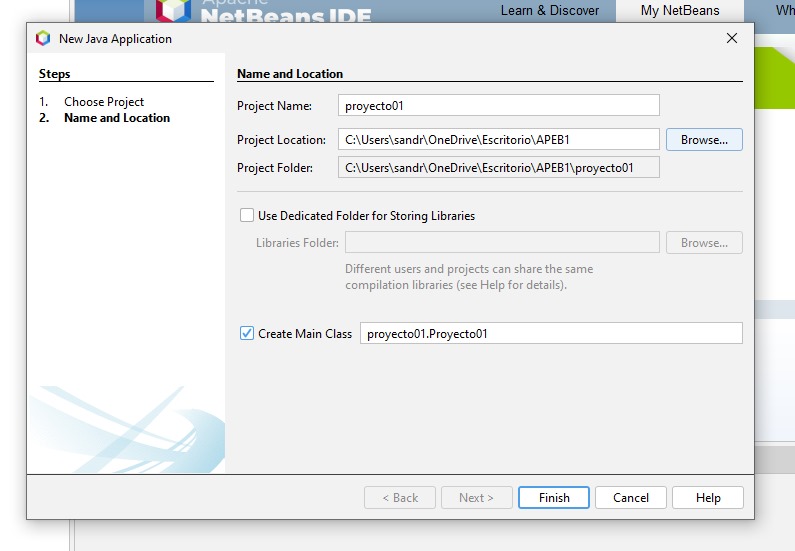 Apache
NetBeans IDE
Learn & Discover
My NetBeans
New Java Application
Steps
1. Choose Project
2. Name and Location
Name and Location
Project Name: proyecto01
Project Location: C:\Users\sandr\OneDrive\Escritorio\APEB1 Browse...
Project Folder: C:\Users\sandr\OneDrive\Escritorio\APEB1\proyecto01
Use Dedicated Folder for Storing Libraries
Libraries Folder: Browse...
Different users and projects can share the same
compilation libraries (see Help for details).
Create Main Class proyecto01.Proyecto01
< Back Next > Finish Cancel Help